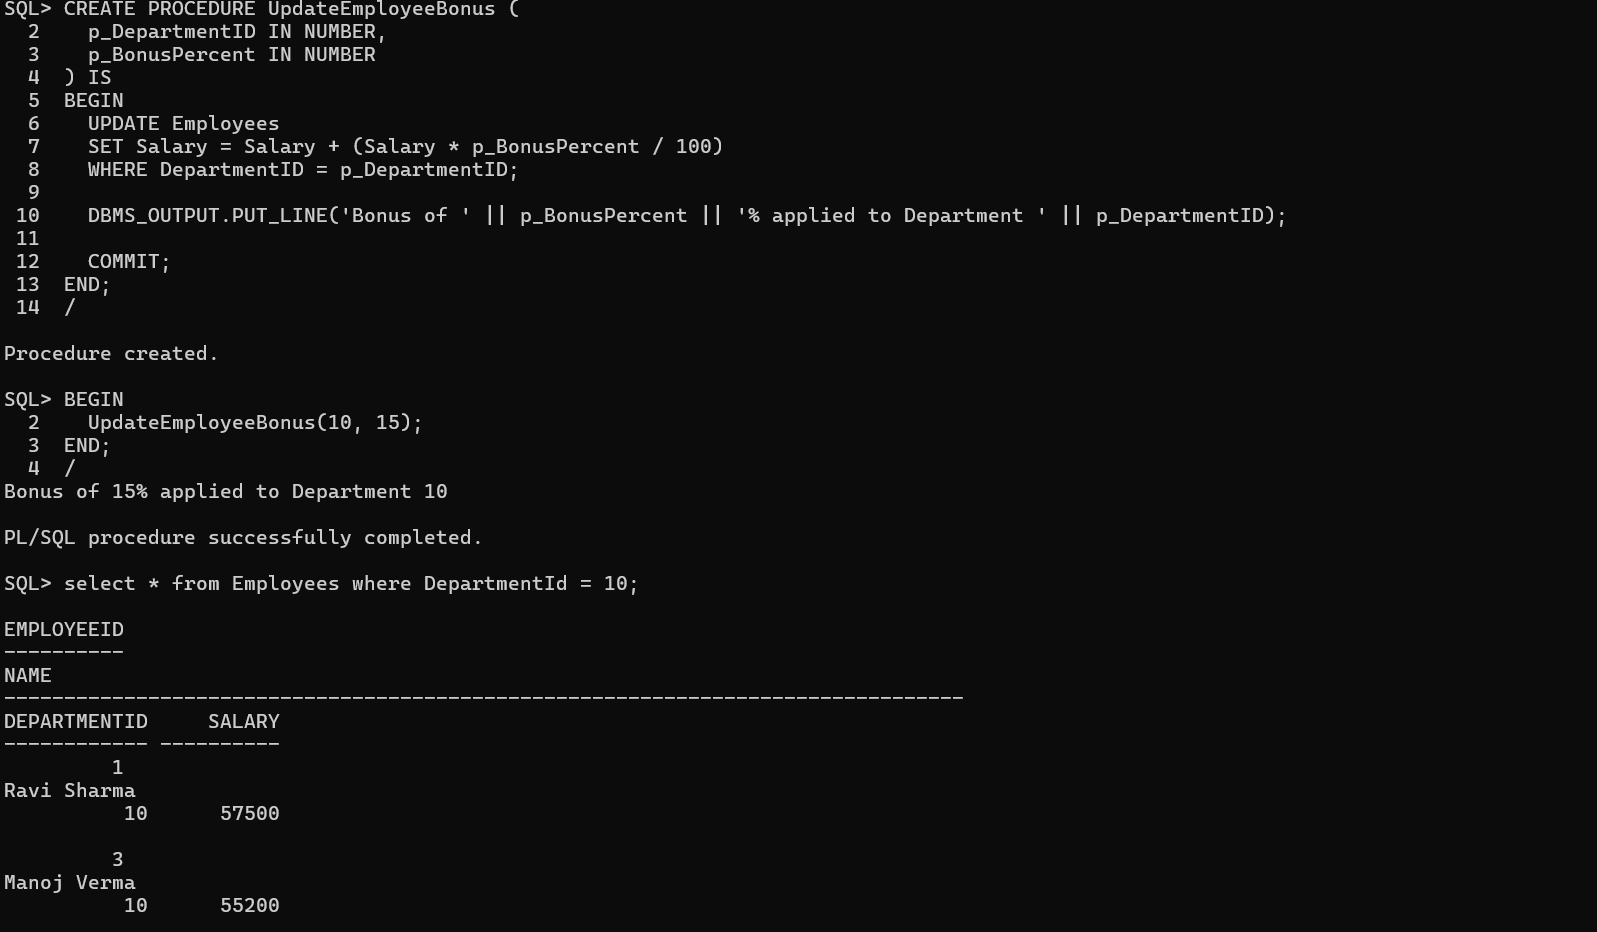 SQL> CREATE PROCEDURE UpdateEmployeeBonus (
  2    p_DepartmentID IN NUMBER,
  3    p_BonusPercent IN NUMBER
  4  ) IS
  5  BEGIN
  6    UPDATE Employees
  7    SET Salary = Salary + (Salary * p_BonusPercent / 100)
  8    WHERE DepartmentID = p_DepartmentID;
  9
 10    DBMS_OUTPUT.PUT_LINE('Bonus of ' || p_BonusPercent || '% applied to Department ' || p_DepartmentID);
 11
 12    COMMIT;
 13  END;
 14  /
Procedure created.
SQL> BEGIN
  2    UpdateEmployeeBonus(10, 15);
  3  END;
  4  /
Bonus of 15% applied to Department 10
PL/SQL procedure successfully completed.
SQL> select * from Employees where DepartmentId = 10;
EMPLOYEEID
----------
NAME
--------------------------------------------------------------------------------
DEPARTMENTID     SALARY
------------ ----------
         1
Ravi Sharma
          10      57500
         3
Manoj Verma
          10      55200